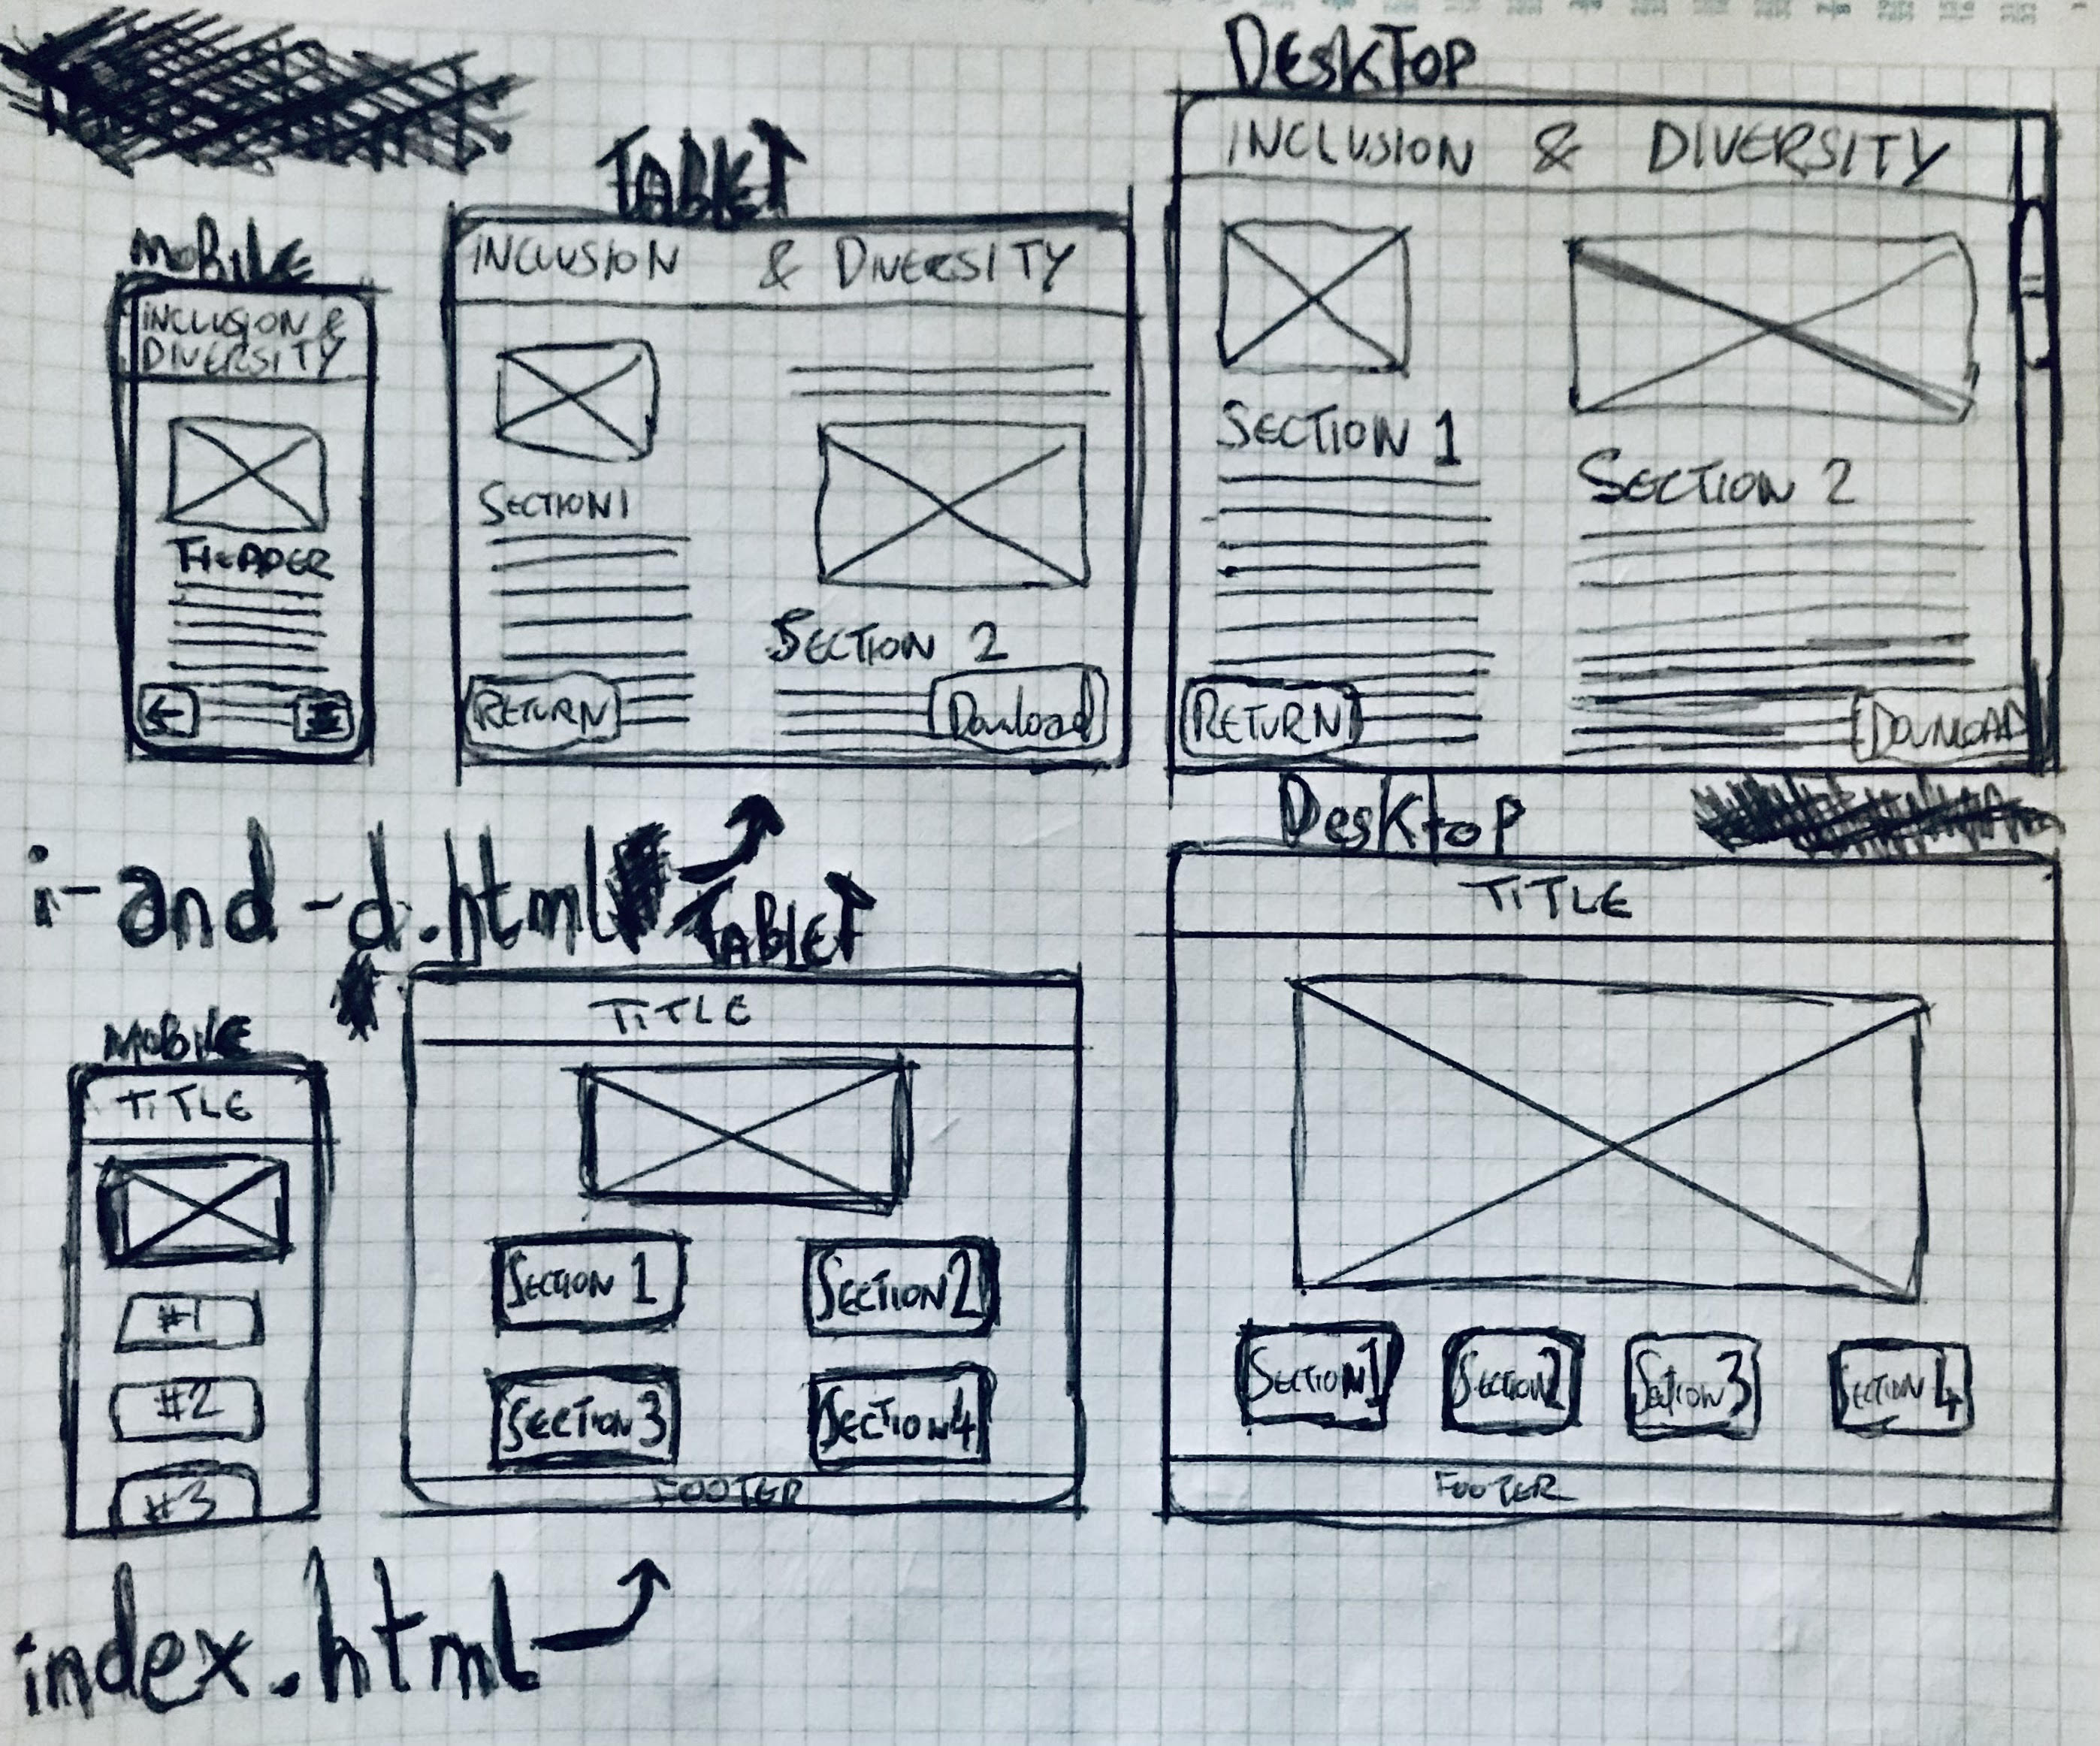 DESKTOP
INCLUSION & DIVERSITY
SECTION 1
SECTION 2
RETURN
DOWNLOAD
TABLET
INCLUSION & DIVERSITY
SECTION 1
SECTION 2
RETURN
Download
MOBILE
INCLUSION &
DIVERSITY
HEADER
i-and-d.html
Desktop
TITLE
SECTION 1
SECTION 2
Section 3
SECTION 4
FOOTER
TABLET
TITLE
SECTION 1
SECTION 2
SECTION 3
SECTION 4
FOOTER
MOBILE
TITLE
#1
#2
#3
index.html